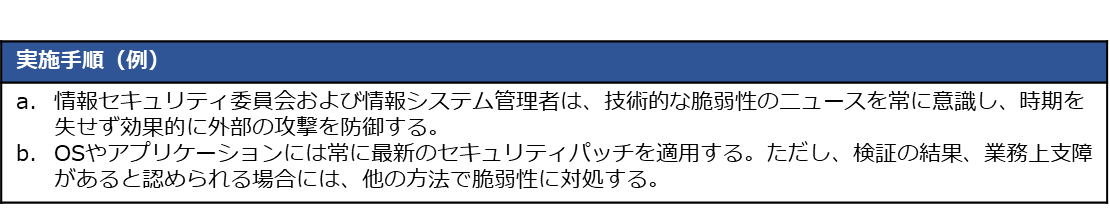 実施手順（例）
a. 情報セキュリティ委員会および情報システム管理者は、技術的な脆弱性のニュースを常に意識し、時期を
失せず効果的に外部の攻撃を防御する。
b. OSやアプリケーションには常に最新のセキュリティパッチを適用する。ただし、検証の結果、業務上支障
があると認められる場合には、他の方法で脆弱性に対処する。